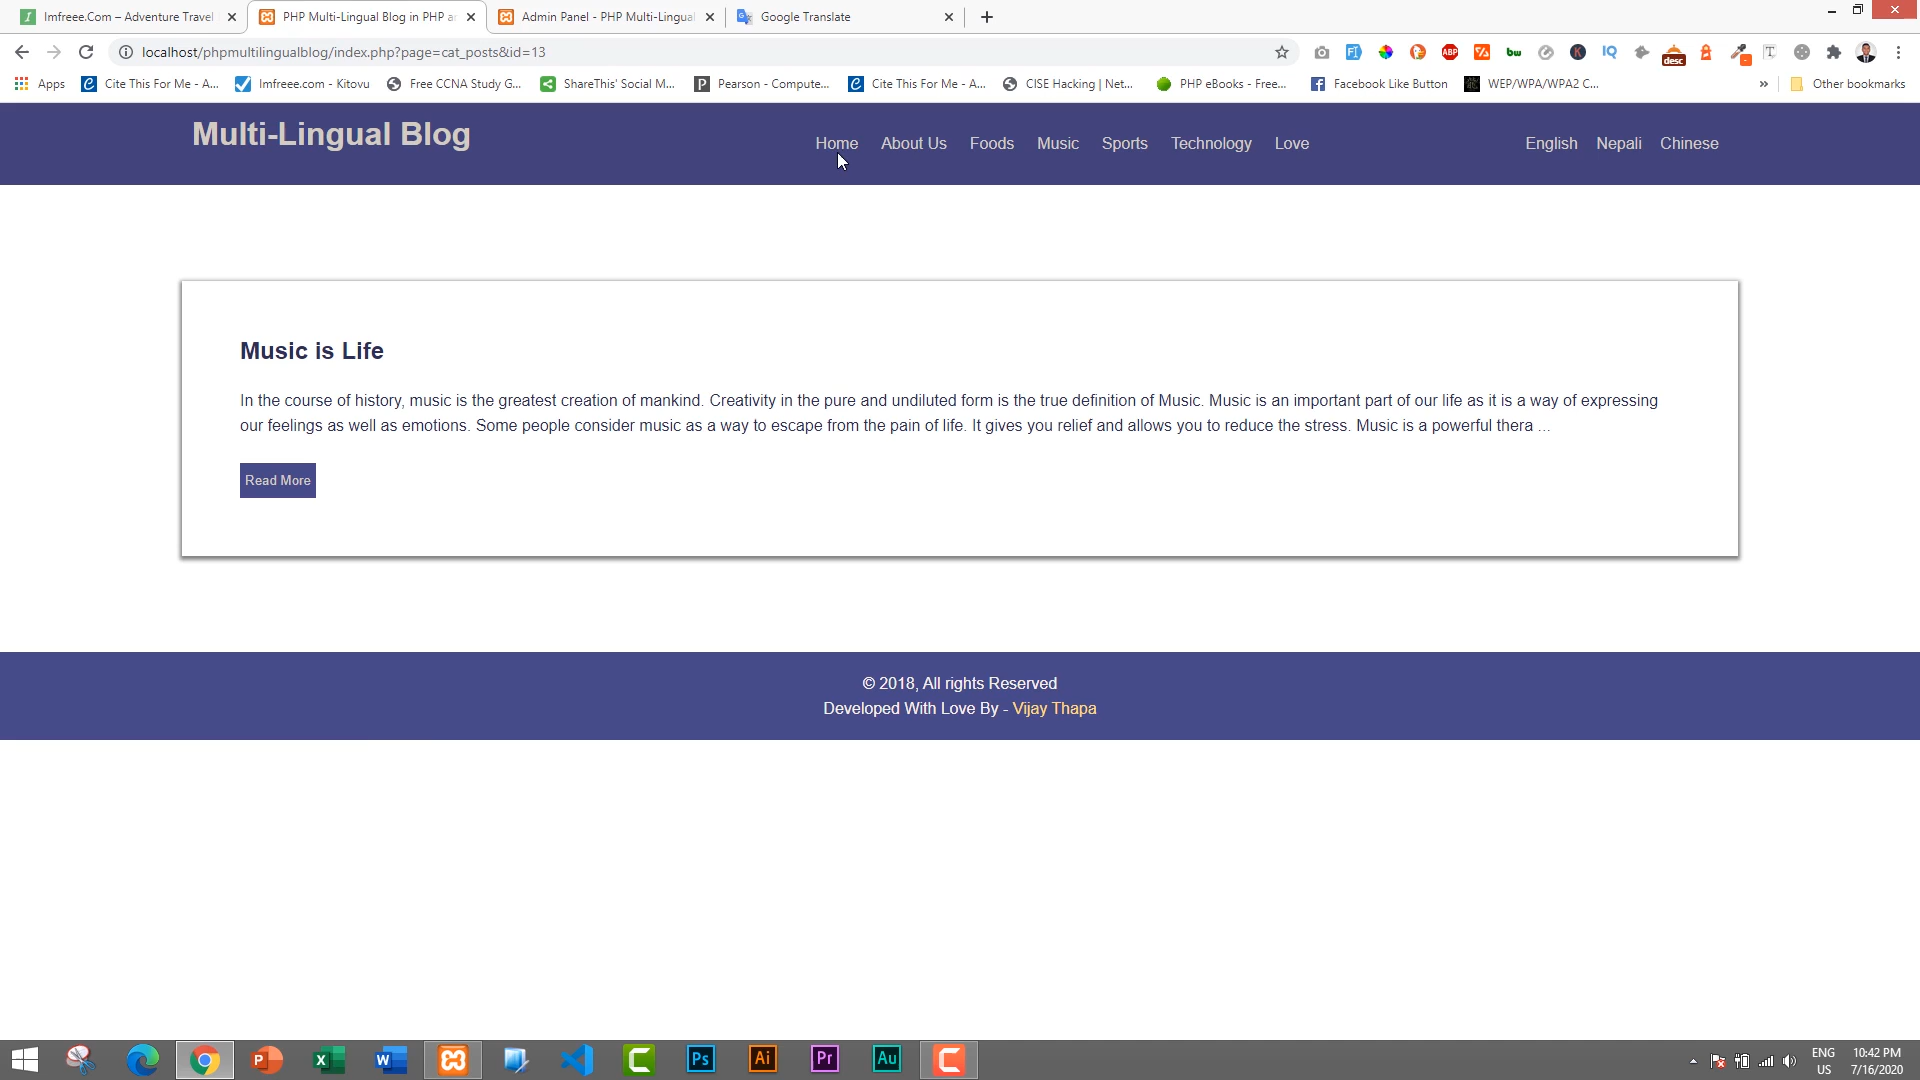 Imfreee.Com – Adventure Travel
PHP Multi-Lingual Blog in PHP an
Admin Panel - PHP Multi-Lingual
Google Translate
localhost/phpmultilingualblog/index.php?page=cat_posts&id=13
Apps
Cite This For Me - A...
Imfreee.com - Kitovu
Free CCNA Study G...
ShareThis' Social M...
Pearson - Compute...
Cite This For Me - A...
CISE Hacking | Net...
PHP eBooks - Free...
Facebook Like Button
WEP/WPA/WPA2 C...
Other bookmarks
Multi-Lingual Blog
Home About Us Foods Music Sports Technology Love
English Nepali Chinese
Music is Life
In the course of history, music is the greatest creation of mankind. Creativity in the pure and undiluted form is the true definition of Music. Music is an important part of our life as it is a way of expressing
our feelings as well as emotions. Some people consider music as a way to escape from the pain of life. It gives you relief and allows you to reduce the stress. Music is a powerful thera ...
Read More
© 2018, All rights Reserved
Developed With Love By - Vijay Thapa
ENG
US
10:42 PM
7/16/2020